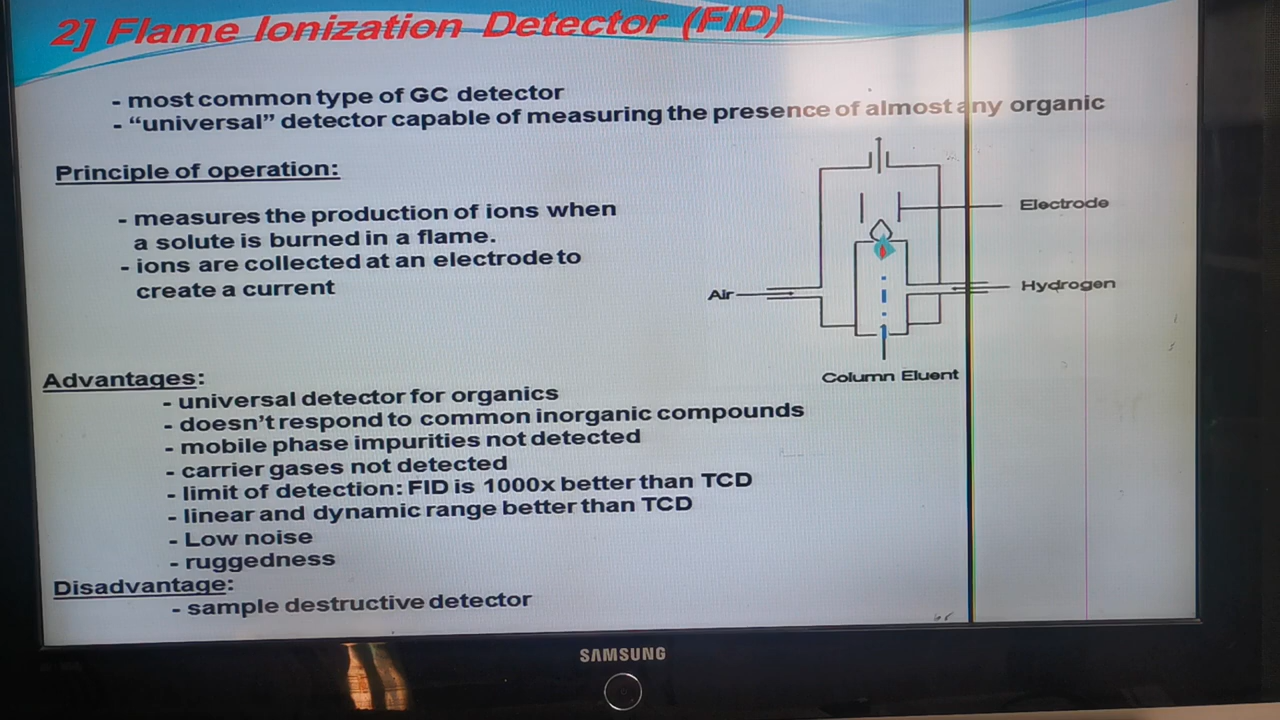 2] Flame Ionization Detector (FID)
- most common type of GC detector
- “universal” detector capable of measuring the presence of almost any organic
Principle of operation:
- measures the production of ions when
a solute is burned in a flame.
- ions are collected at an electrode to
create a current
Electrode
Air
Hydrogen
Column Eluent
Advantages:
- universal detector for organics
- doesn’t respond to common inorganic compounds
- mobile phase impurities not detected
- carrier gases not detected
- limit of detection: FID is 1000x better than TCD
- linear and dynamic range better than TCD
- Low noise
- ruggedness
Disadvantage:
- sample destructive detector
SAMSUNG